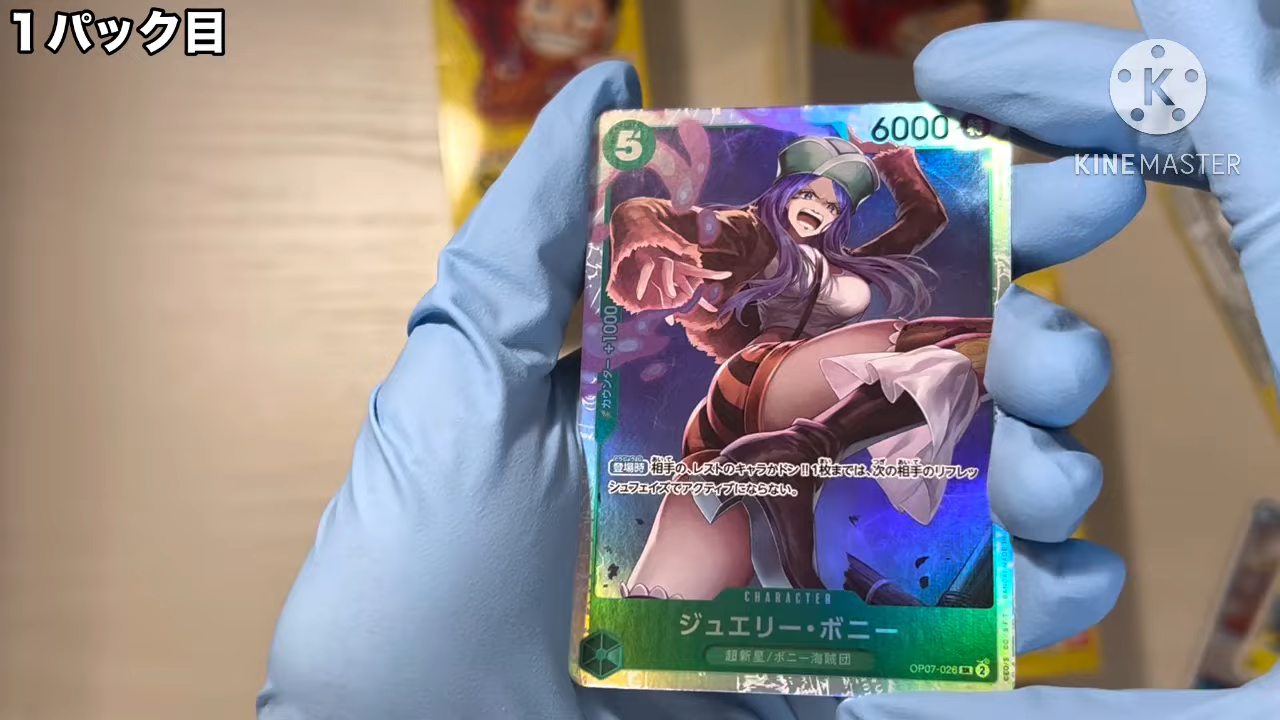 1パック目
K
KINEMASTER
5
6000 特
カウンター +1000
登場時 相手の、レストのキャラかドン!!1枚までは、次の相手のリフレッ
シュフェイズでアクティブにならない。
CHARACTER
ジュエリー・ボニー
超新星/ボニー海賊団
OP07-026 SR 2